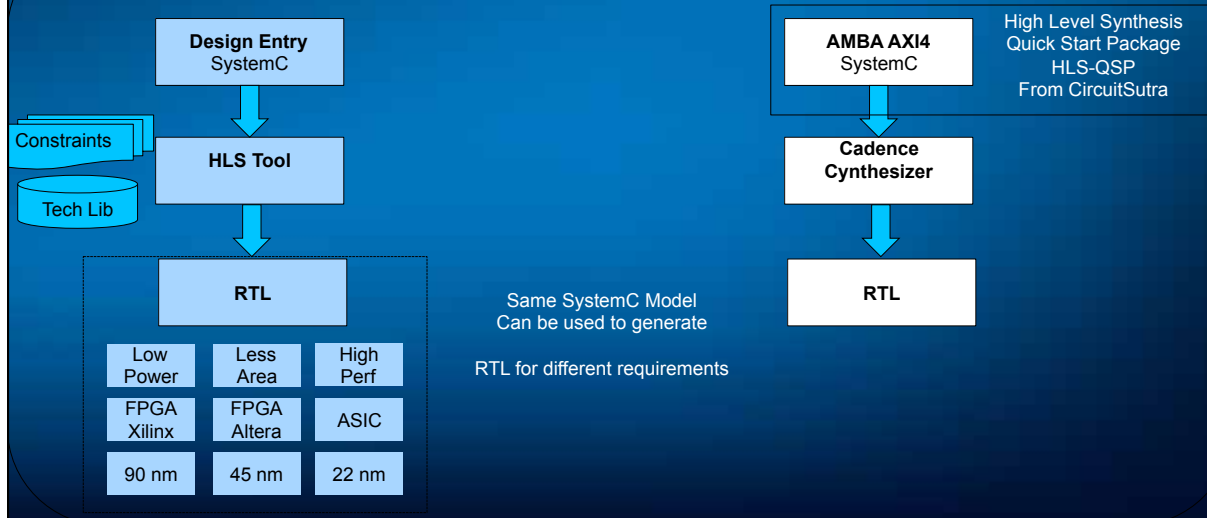 Design Entry
SystemC
Constraints
Tech Lib
HLS Tool
RTL
Low
Power
Less
Area
High
Perf
FPGA
Xilinx
FPGA
Altera
ASIC
90 nm
45 nm
22 nm
Same SystemC Model
Can be used to generate
RTL for different requirements
AMBA AXI4
SystemC
High Level Synthesis
Quick Start Package
HLS-QSP
From CircuitSutra
Cadence
Cynthesizer
RTL